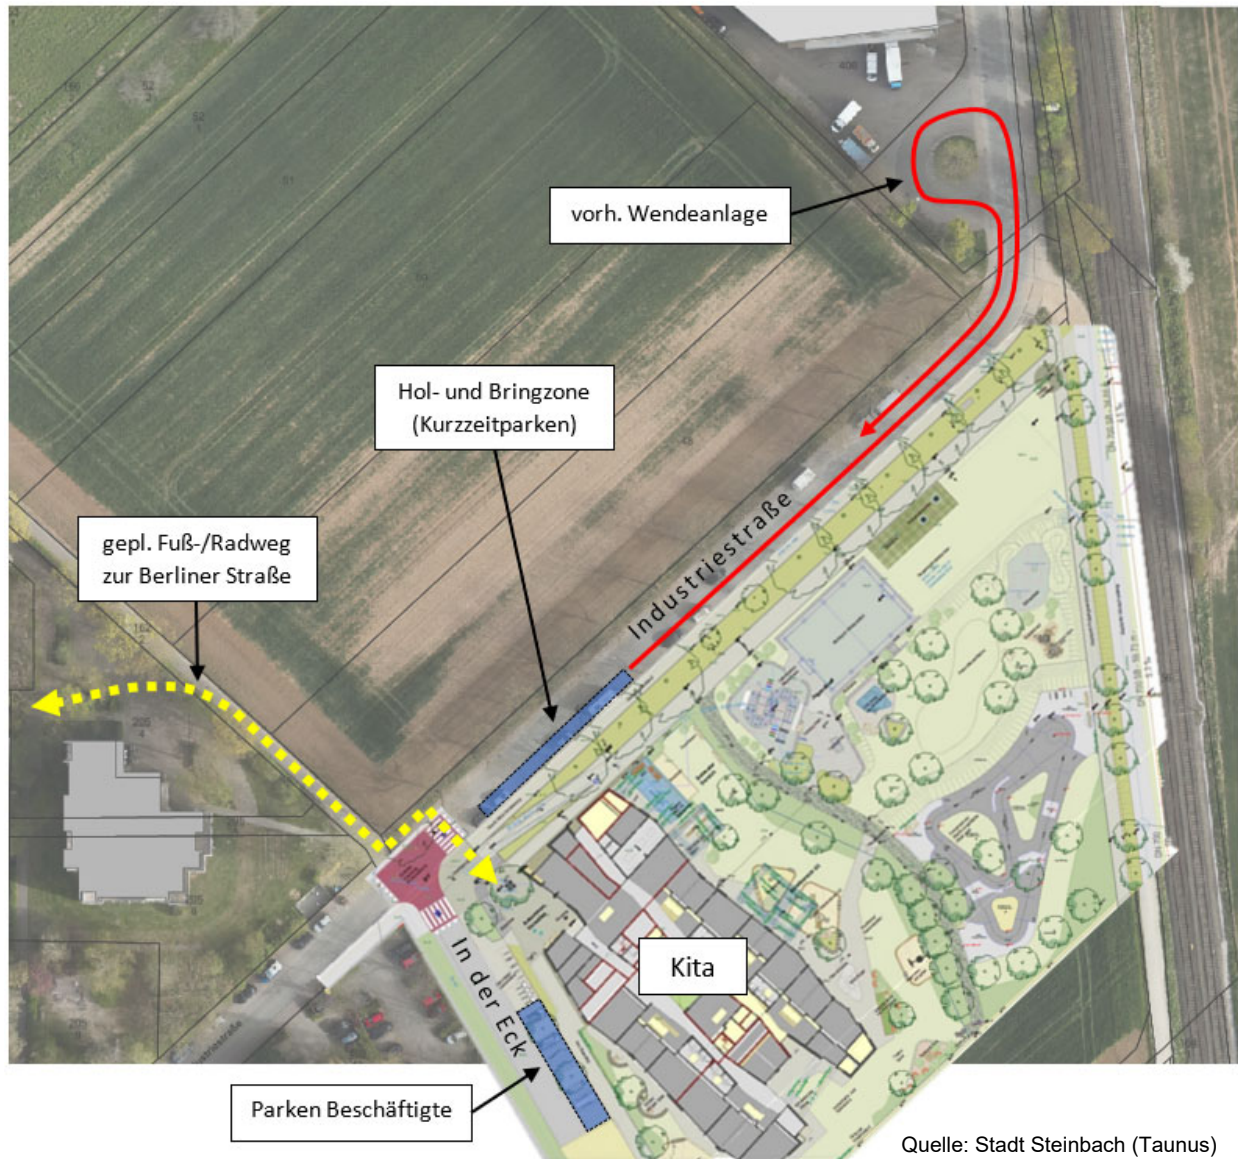 vorh. Wendeanlage
Hol- und Bringzone
(Kurzzeitparken)
gepl. Fuß-/Radweg
zur Berliner Straße
Industriestraße
Kita
In der Eck
Parken Beschäftigte
Quelle: Stadt Steinbach (Taunus)